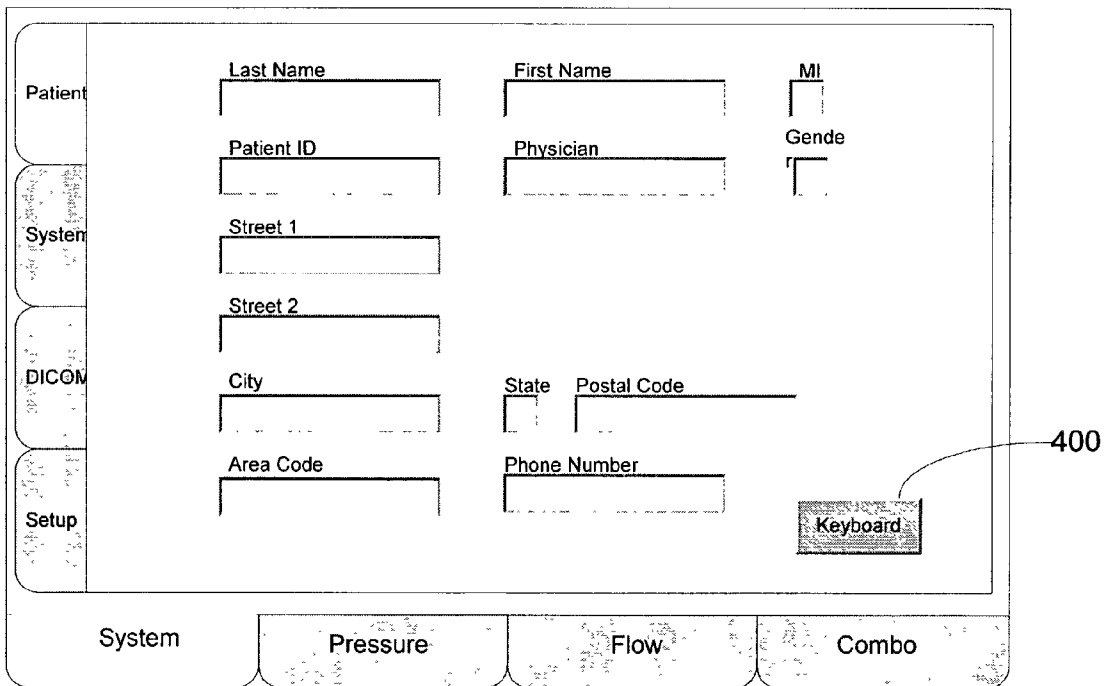 Patient
System
DICOM
Setup
Last Name First Name MI
Patient ID Physician Gende
r
Street 1
Street 2
City State Postal Code
Area Code Phone Number
Keyboard
400
System Pressure Flow Combo